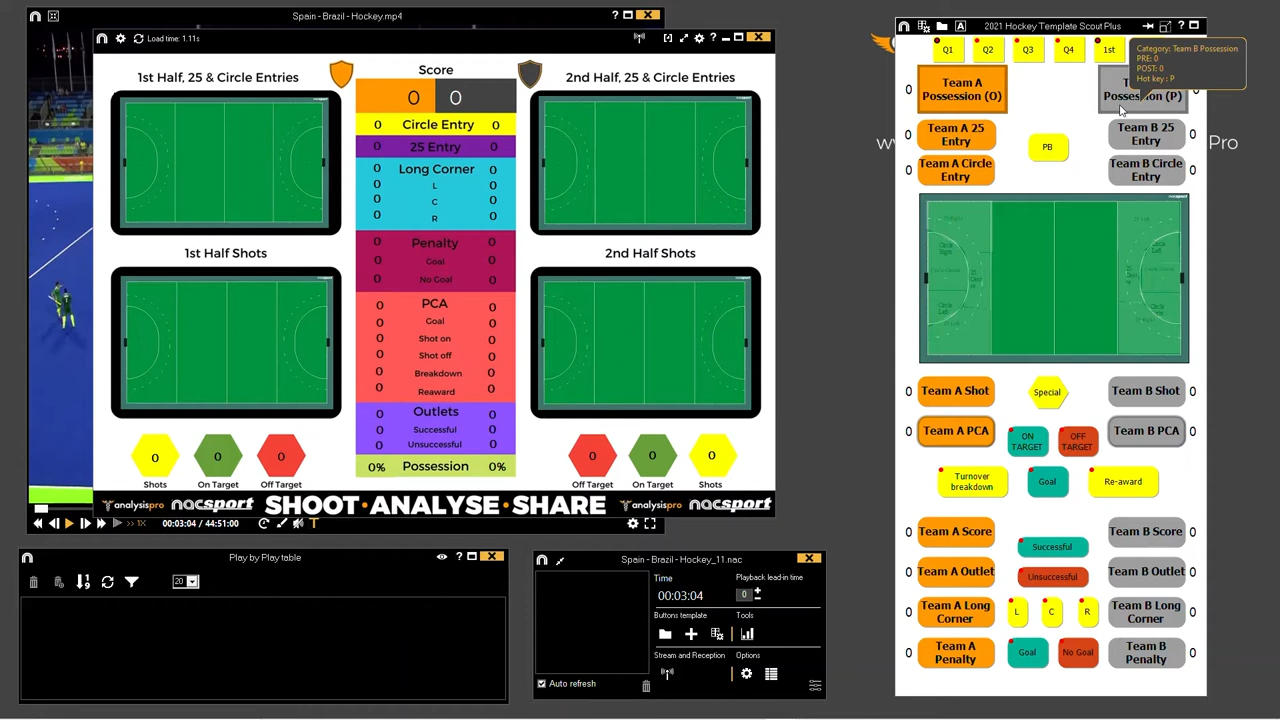 Spain - Brazil - Hockey.mp4
Load time: 1.11s
1st Half, 25 & Circle Entries
Score
2nd Half, 25 & Circle Entries
0 0
0 Circle Entry 0
0 25 Entry 0
0 Long Corner 0
0 L 0
0 C 0
0 R 0
1st Half Shots
2nd Half Shots
0 Penalty 0
0 Goal 0
0 No Goal 0
0 PCA 0
0 Goal 0
0 Shot on 0
0 Shot off 0
0 Breakdown 0
0 Reaward 0
0 Outlets 0
0 Successful 0
0 Unsuccessful 0
0% Possession 0%
0 0 0
Shots On Target Off Target
0 0 0
Off Target On Target Shots
analysispro nacsport SHOOT·ANALYSE·SHARE analysispro nacsport
>> 1X
00:03:04 / 44:51:00
T
Play by Play table
20
Spain - Brazil - Hockey_11.nac
Time
00:03:04
Playback lead-in time
0
Buttons template
Tools
Stream and Reception
Options
Auto refresh
2021 Hockey Template Scout Plus
Q1 Q2 Q3 Q4 1st
Category: Team B Possession
PRE: 0
POST: 0
Hot key : P
0 Team A
Possession (O)
Possession (P) 0
0 Team A 25
Entry
PB
Team B 25
Entry 0
0 Team A Circle
Entry
Team B Circle
Entry 0
Pro
Circle
Left
Circle
Left
0 Team A Shot
Special
Team B Shot 0
0 Team A PCA
ON
TARGET
OFF
TARGET
Team B PCA 0
Turnover
breakdown
Goal
Re-award
0 Team A Score
Team B Score 0
Successful
0 Team A Outlet
Unsuccessful
Team B Outlet 0
0 Team A Long
Corner
L C R
Team B Long
Corner 0
0 Team A
Penalty
Goal
No Goal
Team B
Penalty 0